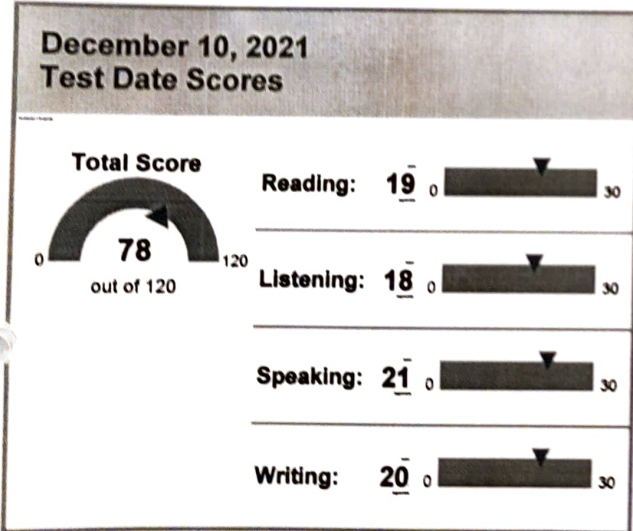 December 10, 2021
Test Date Scores
Total Score
0
78
120
out of 120
Reading: 19 0 30
Listening: 18 0 30
Speaking: 21 0 30
Writing: 20 0 30